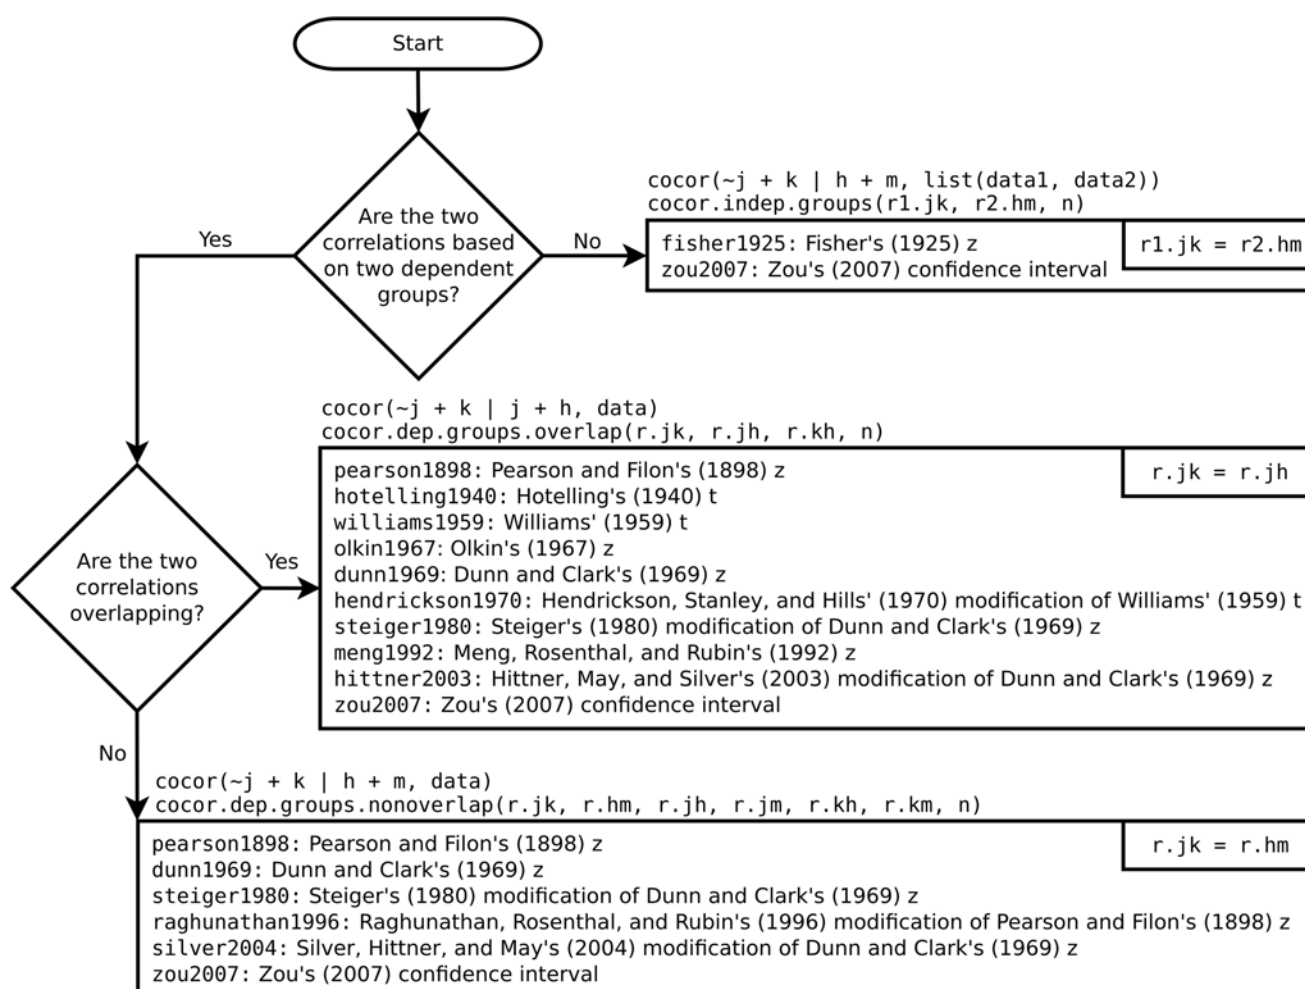 Start
Are the two
correlations based
on two dependent
groups?
Yes
No
cocor(~j + k | h + m, list(data1, data2))
cocor.indep.groups(r1.jk, r2.hm, n)
fisher1925: Fisher's (1925) z
zou2007: Zou's (2007) confidence interval
r1.jk = r2.hm
cocor(~j + k | j + h, data)
cocor.dep.groups.overlap(r.jk, r.jh, r.kh, n)
pearson1898: Pearson and Filon's (1898) z
hotelling1940: Hotelling's (1940) t
williams1959: Williams' (1959) t
olkin1967: Olkin's (1967) z
dunn1969: Dunn and Clark's (1969) z
hendrickson1970: Hendrickson, Stanley, and Hills' (1970) modification of Williams' (1959) t
steiger1980: Steiger's (1980) modification of Dunn and Clark's (1969) z
meng1992: Meng, Rosenthal, and Rubin's (1992) z
hittner2003: Hittner, May, and Silver's (2003) modification of Dunn and Clark's (1969) z
zou2007: Zou's (2007) confidence interval
r.jk = r.jh
Are the two
correlations
overlapping?
Yes
No
cocor(~j + k | h + m, data)
cocor.dep.groups.nonoverlap(r.jk, r.hm, r.jh, r.jm, r.kh, r.km, n)
pearson1898: Pearson and Filon's (1898) z
dunn1969: Dunn and Clark's (1969) z
steiger1980: Steiger's (1980) modification of Dunn and Clark's (1969) z
raghunathan1996: Raghunathan, Rosenthal, and Rubin's (1996) modification of Pearson and Filon's (1898) z
silver2004: Silver, Hittner, and May's (2004) modification of Dunn and Clark's (1969) z
zou2007: Zou's (2007) confidence interval
r.jk = r.hm